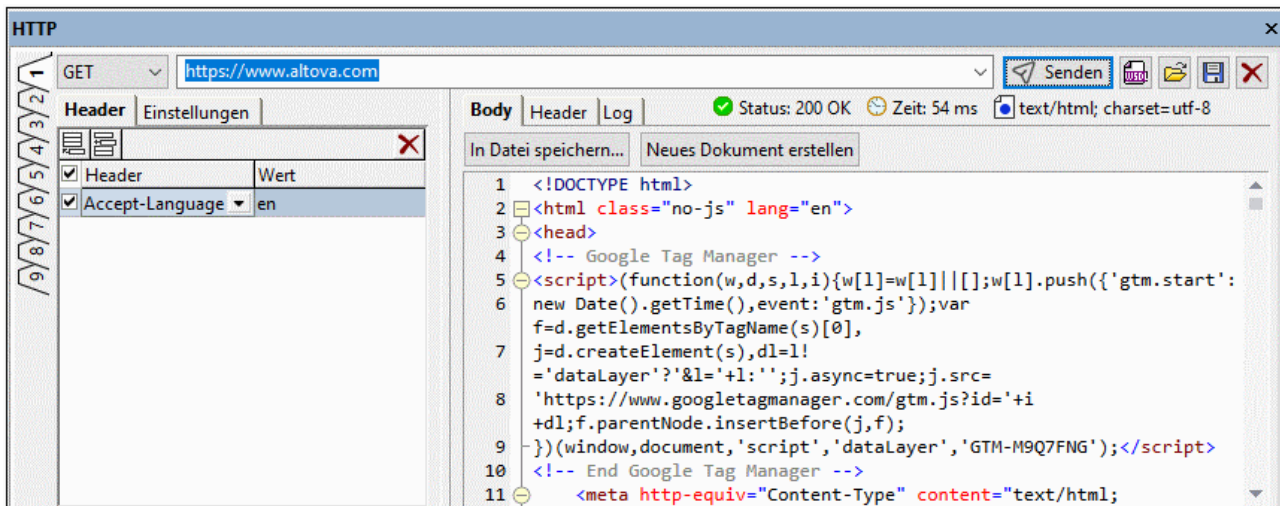 HTTP
GET https://www.altova.com Senden
1
2
3
4
5
6
7
8
9
Header Einstellungen
Header Wert
Accept-Language en
Body Header Log Status: 200 OK Zeit: 54 ms text/html; charset=utf-8
In Datei speichern... Neues Dokument erstellen
1 <!DOCTYPE html>
2 <html class="no-js" lang="en">
3 <head>
4 <!-- Google Tag Manager -->
5 <script>(function(w,d,s,l,i){w[l]=w[l]||[];w[l].push({'gtm.start':
6 new Date().getTime(),event:'gtm.js'});var
f=d.getElementsByTagName(s)[0],
7 j=d.createElement(s),dl=l!
='dataLayer'?'&l='+l:'';j.async=true;j.src=
8 'https://www.googletagmanager.com/gtm.js?id='+i
+dl;f.parentNode.insertBefore(j,f);
9 })(window,document,'script','dataLayer','GTM-M9Q7FNG');</script>
10 <!-- End Google Tag Manager -->
11 <meta http-equiv="Content-Type" content="text/html;